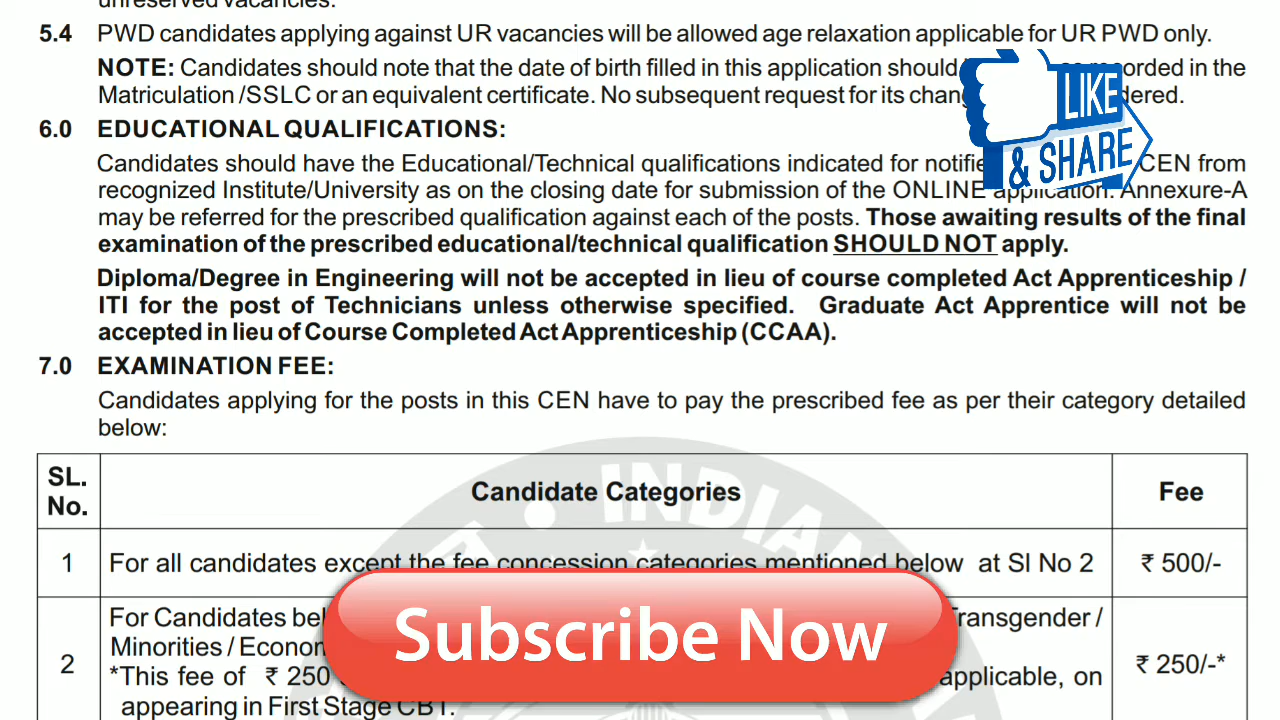 unreserved vacancies.
5.4 PWD candidates applying against UR vacancies will be allowed age relaxation applicable for UR PWD only.
NOTE: Candidates should note that the date of birth filled in this application should recorded in the
Matriculation /SSLC or an equivalent certificate. No subsequent request for its
LIKE
& SHARE
6.0 EDUCATIONAL QUALIFICATIONS:
Candidates should have the Educational/Technical qualifications indicated for CEN from
recognized Institute/University as on the closing date for submission of the ONLINE application. Annexure-A
may be referred for the prescribed qualification against each of the posts. Those awaiting results of the final
examination of the prescribed educational/technical qualification SHOULD NOT apply.
Diploma/Degree in Engineering will not be accepted in lieu of course completed Act Apprenticeship /
ITI for the post of Technicians unless otherwise specified. Graduate Act Apprentice will not be
accepted in lieu of Course Completed Act Apprenticeship (CCAA).
7.0 EXAMINATION FEE:
Candidates applying for the posts in this CEN have to pay the prescribed fee as per their category detailed
below:
SL. No. Candidate Categories Fee
1 For all candidates except the fee concession categories mentioned below at Sl No 2 ₹ 500/-
2 For Candidates Transgender /
Minorities /
*This fee of ₹ 250 applicable, on ₹ 250/-*
appearing in First Stage CBT.
Subscribe Now
INDIAN